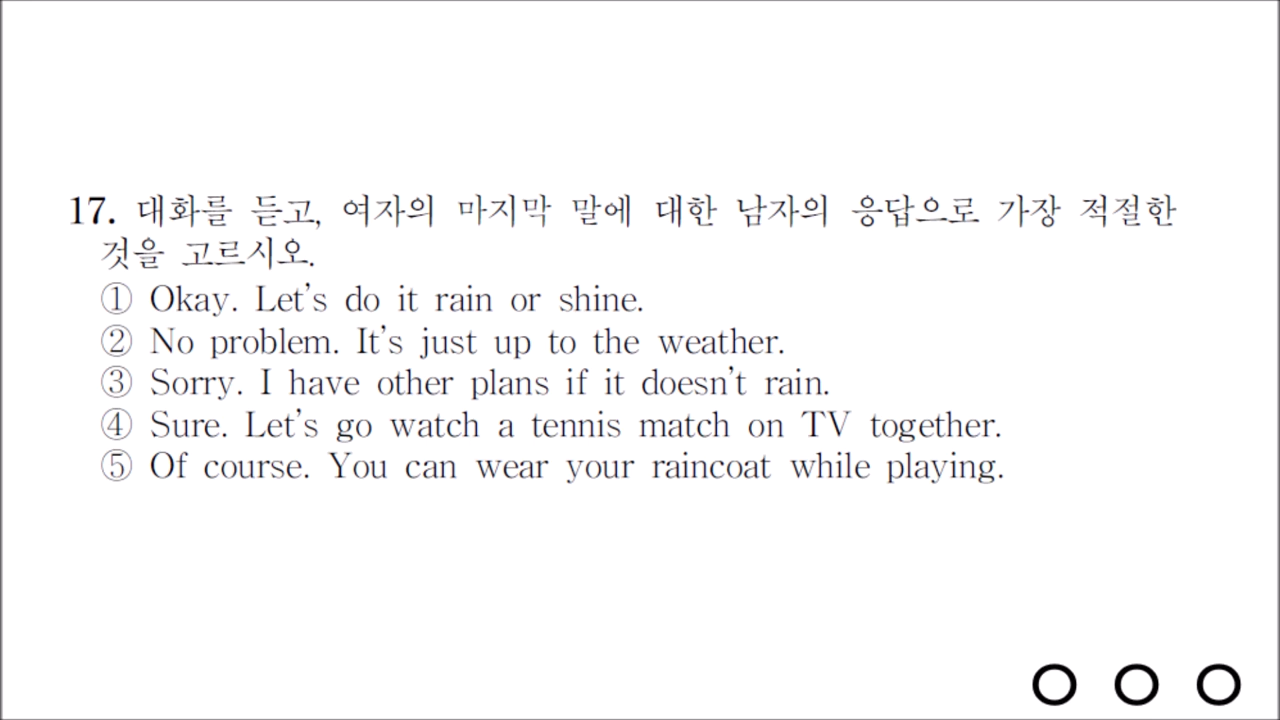 17. 대화를 듣고, 여자의 마지막 말에 대한 남자의 응답으로 가장 적절한
것을 고르시오.
① Okay. Let's do it rain or shine.
② No problem. It's just up to the weather.
③ Sorry. I have other plans if it doesn't rain.
④ Sure. Let's go watch a tennis match on TV together.
⑤ Of course. You can wear your raincoat while playing.